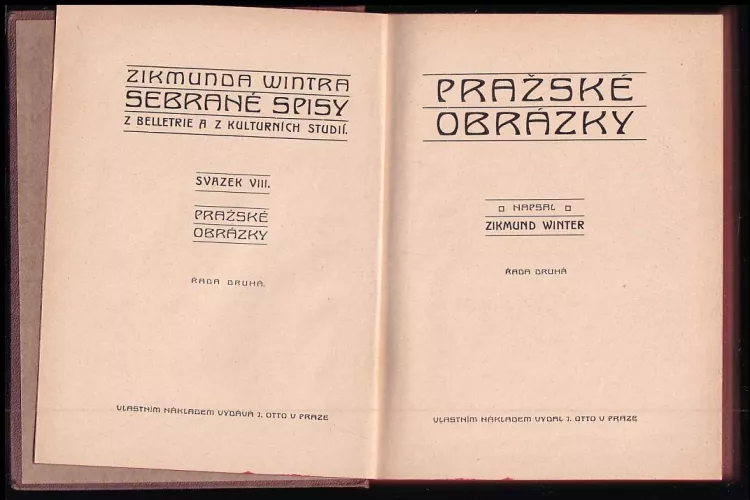 ZIKMUNDA WINTRA
SEBRANÉ SPISY
Z BELLETRIE A Z KULTURNÍCH STUDIÍ.
SVAZEK VIII.
PRAŽSKÉ
OBRÁZKY
ŘADA DRUHÁ.
VLASTNÍM NÁKLADEM VYDÁVÁ J. OTTO V PRAZE
PRAŽSKÉ
OBRÁZKY
NAPSAL
ZIKMUND WINTER
ŘADA DRUHÁ
VLASTNÍM NÁKLADEM VYDAL J. OTTO V PRAZE